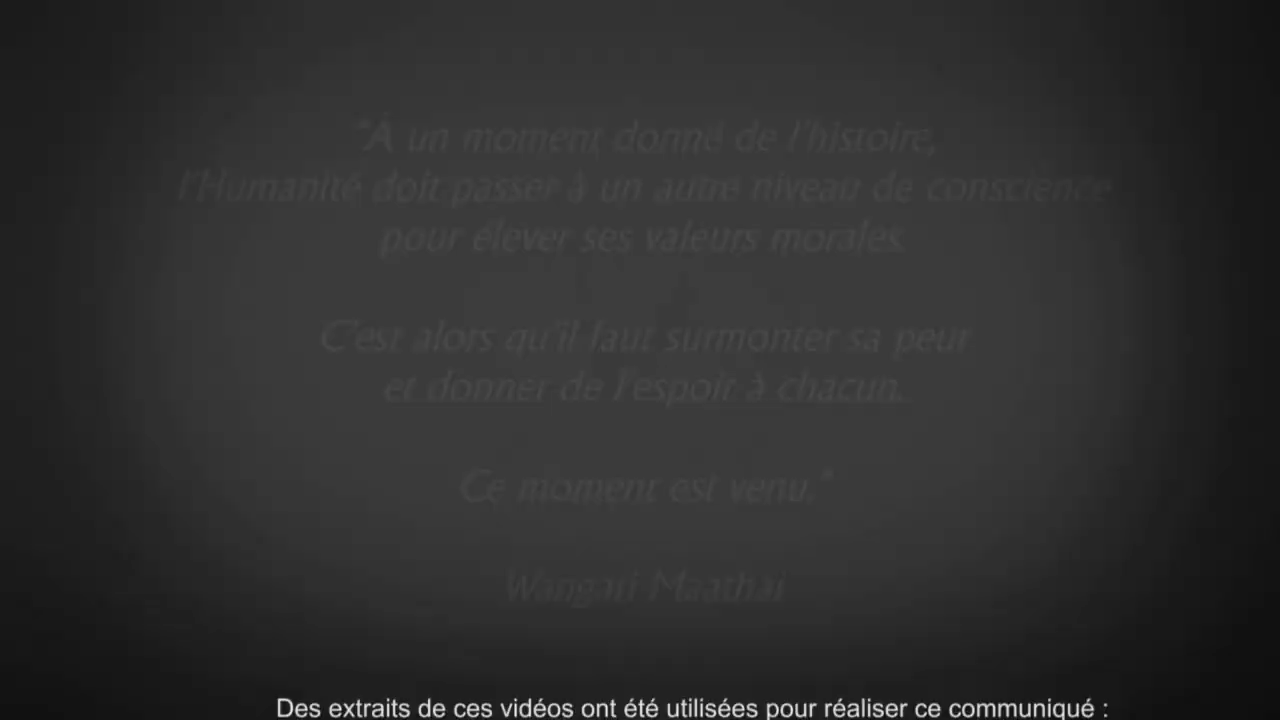 "À un moment donné de l'histoire,
l'Humanité doit passer à un autre niveau de conscience
pour élever ses valeurs morales.
C'est alors qu'il faut surmonter sa peur
et donner de l'espoir à chacun.
Ce moment est venu."
Wangari Maathai
Des extraits de ces vidéos ont été utilisées pour réaliser ce communiqué :